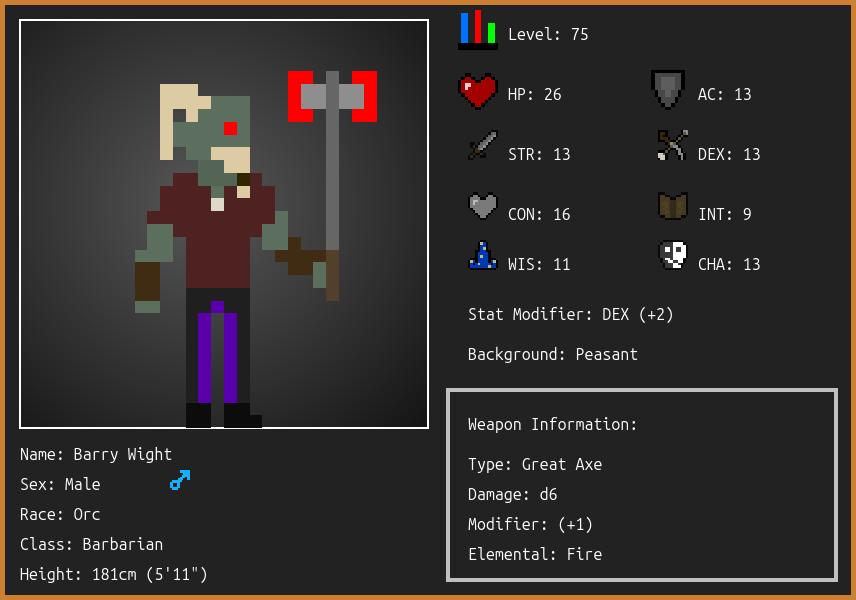 Level: 75
HP: 26
AC: 13
STR: 13
DEX: 13
CON: 16
INT: 9
WIS: 11
CHA: 13
Stat Modifier: DEX (+2)
Background: Peasant
Weapon Information:
Type: Great Axe
Damage: d6
Modifier: (+1)
Elemental: Fire
Name: Barry Wight
Sex: Male
Race: Orc
Class: Barbarian
Height: 181cm (5'11")